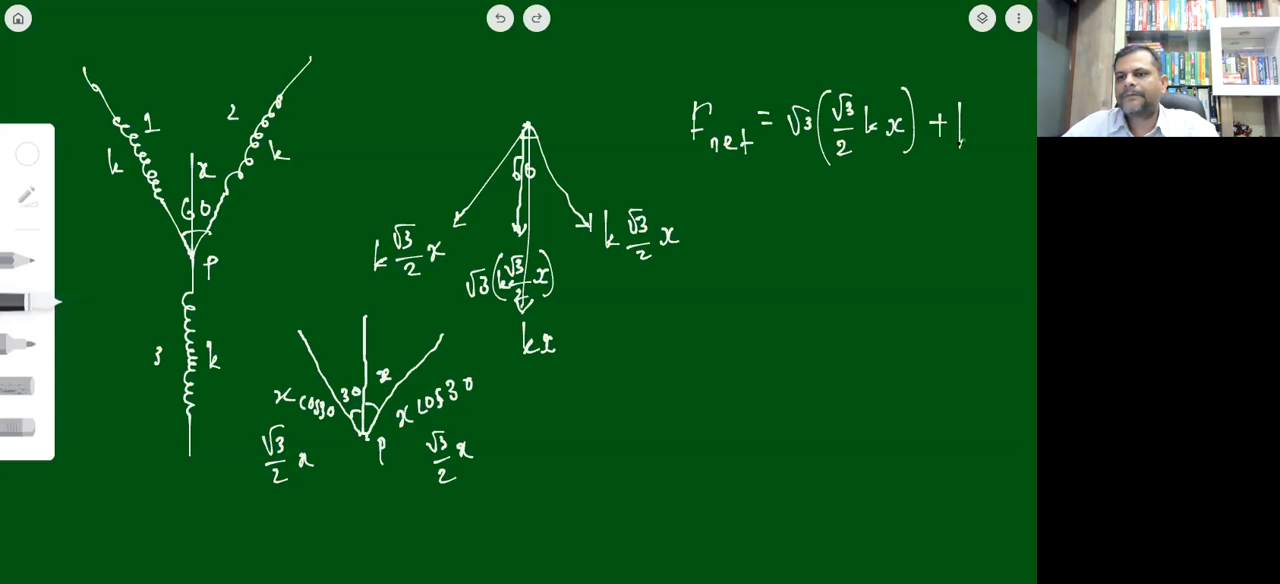 1
2
k
k
x
60
P
3
k
60
k √3/2 x
k √3/2 x
√3(k √3/2 x)
kx
x cos30
30
x
x cos30
√3/2 x
P
√3/2 x
F_net = √3(√3/2 kx) +